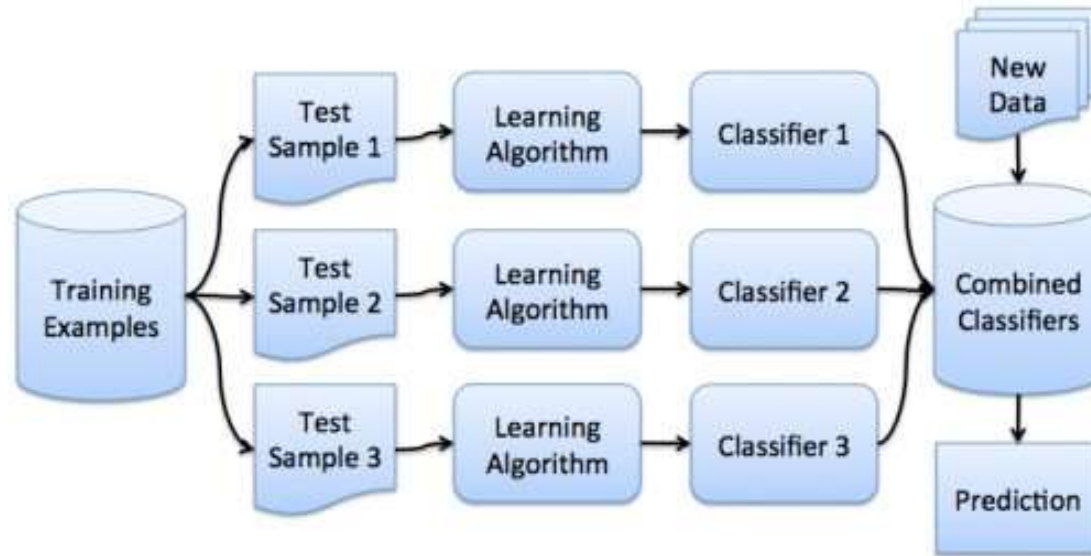 Training
Examples
Test
Sample 1
Learning
Algorithm
Classifier 1
Test
Sample 2
Learning
Algorithm
Classifier 2
Test
Sample 3
Learning
Algorithm
Classifier 3
New
Data
Combined
Classifiers
Prediction